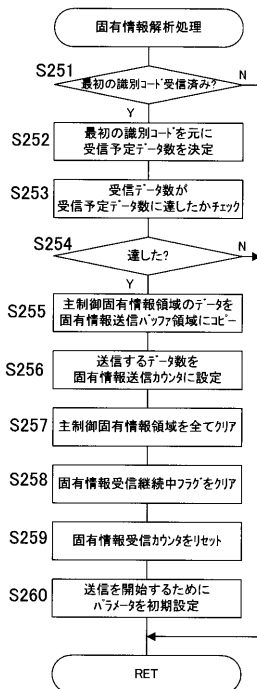 固有情報解析処理
S251
最初の識別コード受信済み?
N
Y
S252
最初の識別コードを元に
受信予定データ数を決定
S253
受信データ数が
受信予定データ数に達したかチェック
S254
達した?
N
Y
S255
主制御固有情報領域のデータを
固有情報送信バッファ領域にコピー
S256
送信するデータ数を
固有情報送信カウンタに設定
S257
主制御固有情報領域を全てクリア
S258
固有情報受信継続中フラグをクリア
S259
固有情報受信カウンタをリセット
S260
送信を開始するために
パラメータを初期設定
RET